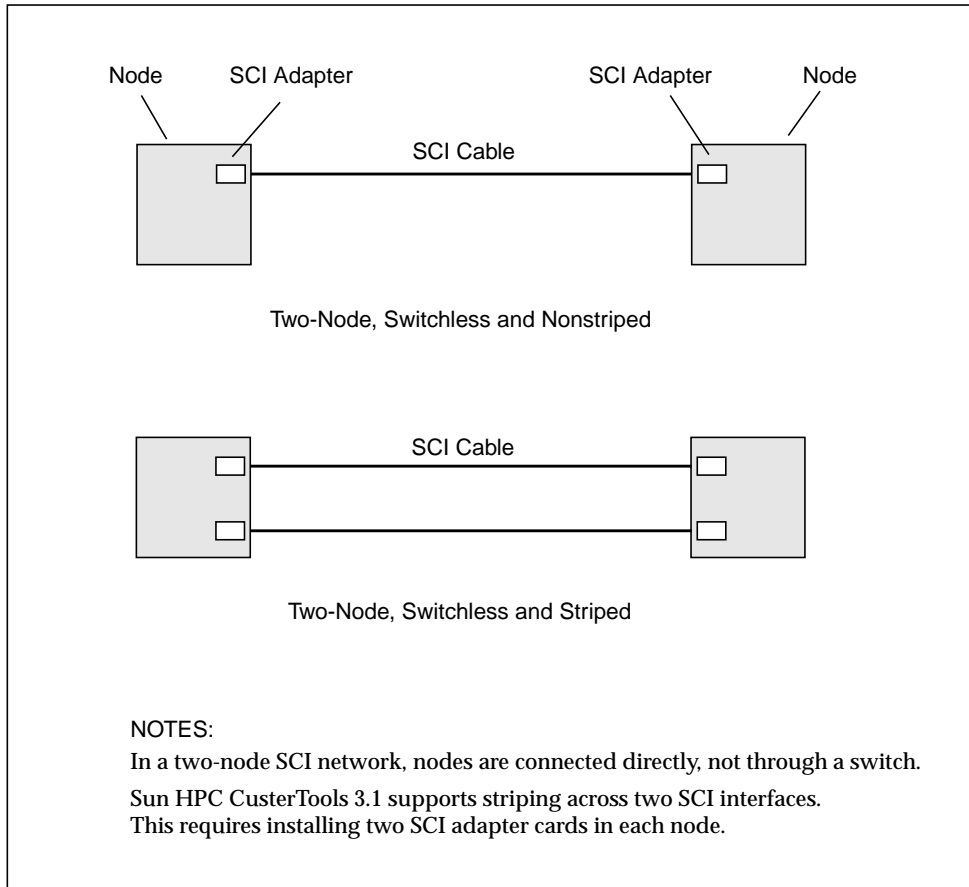 Node SCI Adapter SCI Adapter Node
SCI Cable
Two-Node, Switchless and Nonstriped
SCI Cable
Two-Node, Switchless and Striped
NOTES:
In a two-node SCI network, nodes are connected directly, not through a switch.
Sun HPC CusterTools 3.1 supports striping across two SCI interfaces.
This requires installing two SCI adapter cards in each node.